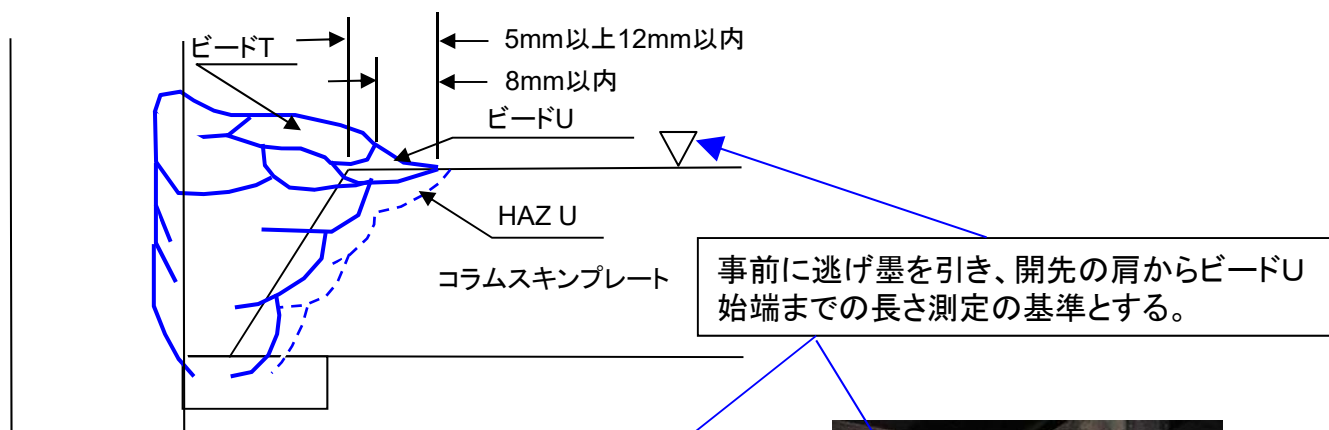 5mm以上12mm以内
ビードT
8mm以内
ビードU
HAZ U
コラムスキンプレート
事前に逃げ墨を引き、開先の肩からビードU
始端までの長さ測定の基準とする。